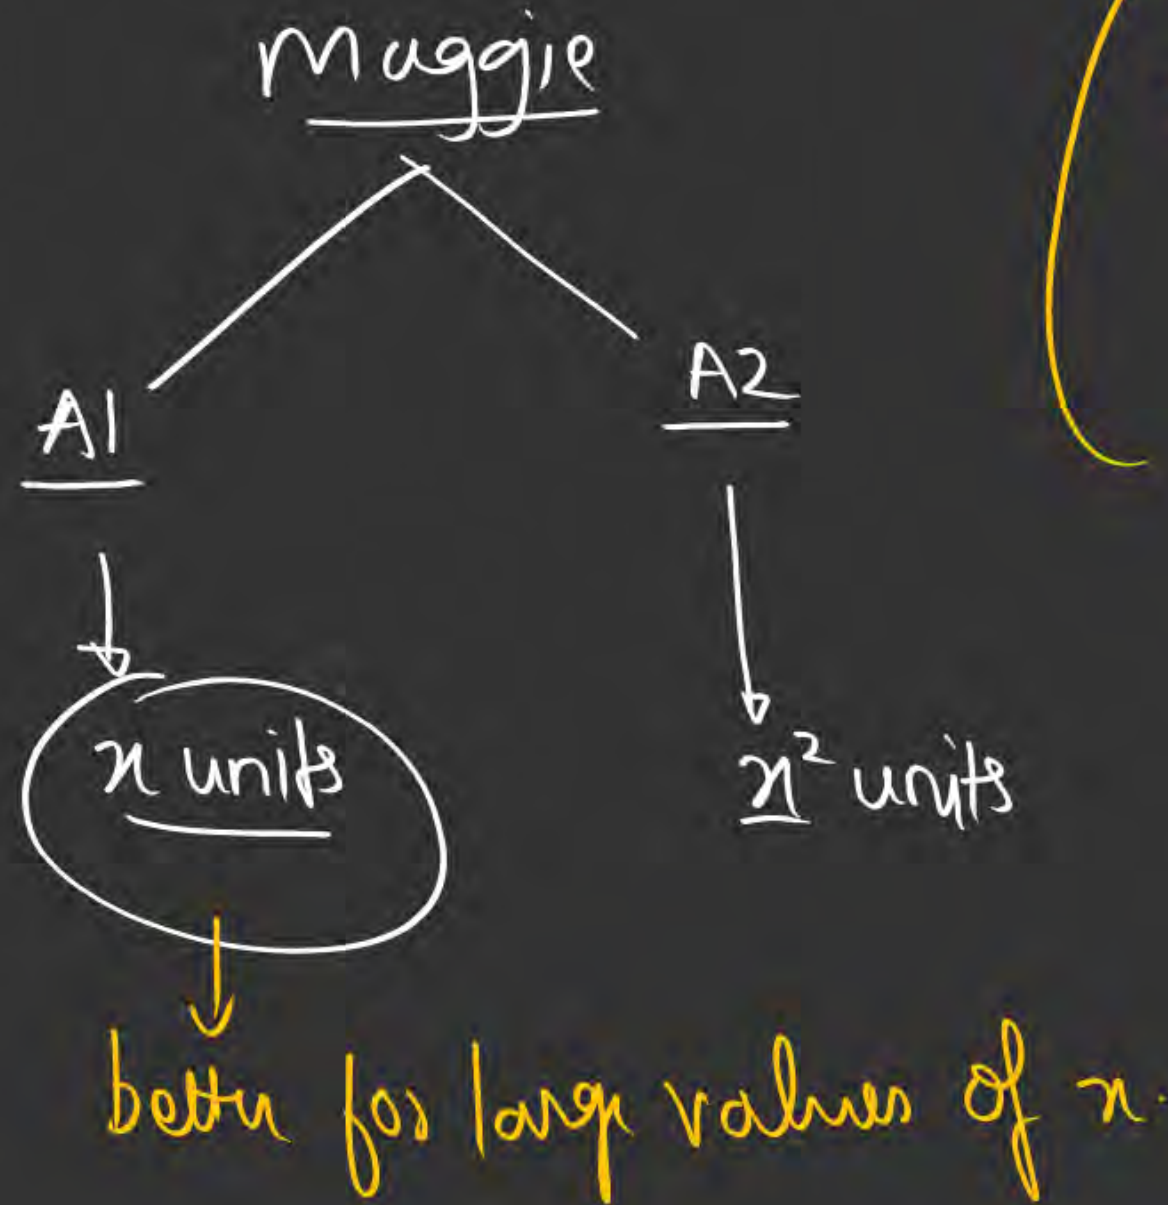 Maggie
A1
A2
x units
x² units
better for large values of x.